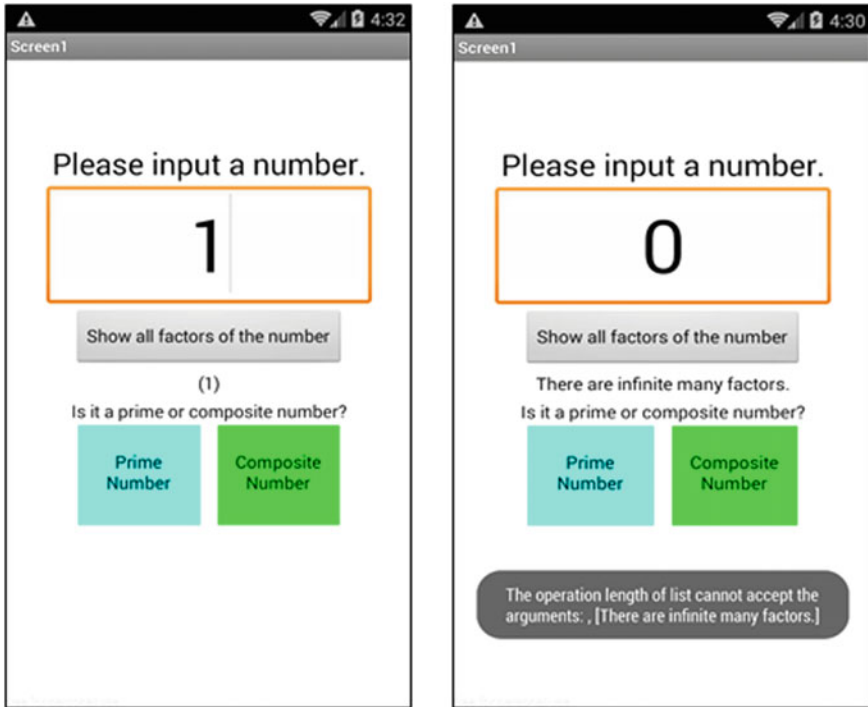 4:32
Screen1
Please input a number.
1
Show all factors of the number
(1)
Is it a prime or composite number?
Prime
Number
Composite
Number
4:30
Screen1
Please input a number.
0
Show all factors of the number
There are infinite many factors.
Is it a prime or composite number?
Prime
Number
Composite
Number
The operation length of list cannot accept the
arguments: , [There are infinite many factors.]